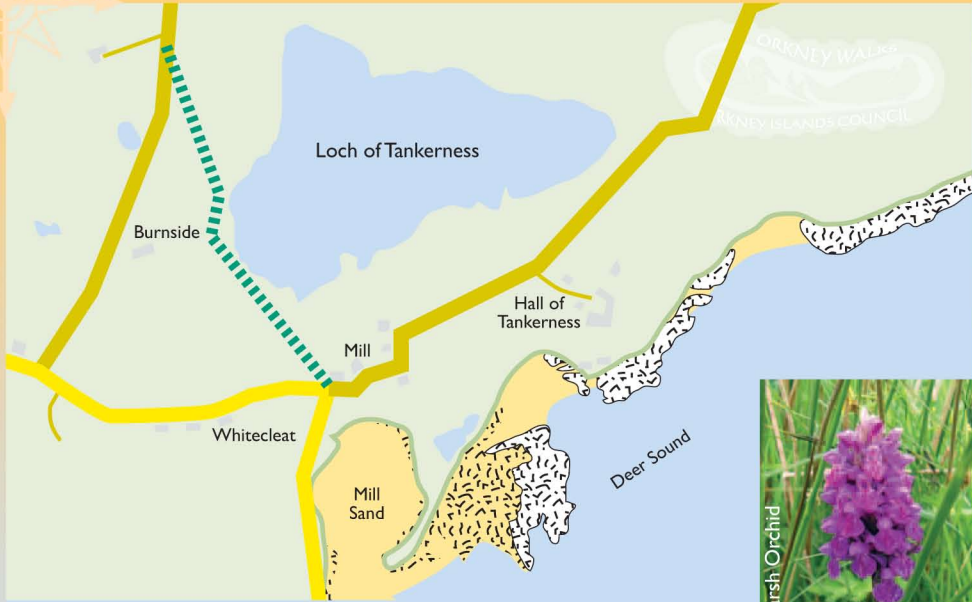 ORKNEY WALKS
ORKNEY ISLANDS COUNCIL
Loch of Tankerness
Burnside
Hall of
Tankerness
Mill
Whitecleat
Deer Sound
Mill
Sand
Orchid